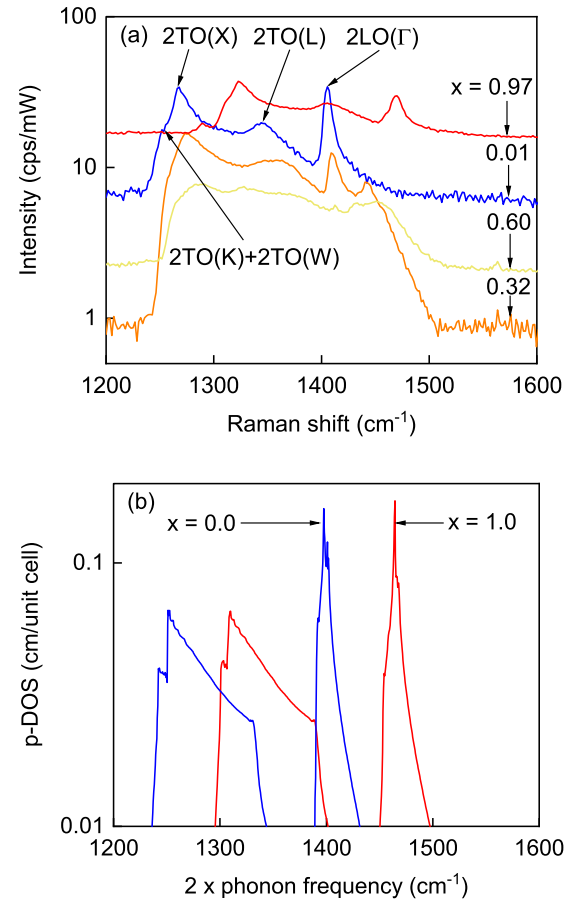 100
(a)
2TO(X)
2TO(L)
2LO(Γ)
x = 0.97
0.01
10
0.60
2TO(K)+2TO(W)
0.32
1
Intensity (cps/mW)
1200 1300 1400 1500 1600
Raman shift (cm⁻¹)
(b)
x = 0.0
x = 1.0
0.1
p-DOS (cm/unit cell)
0.01
1200 1300 1400 1500 1600
2 x phonon frequency (cm⁻¹)